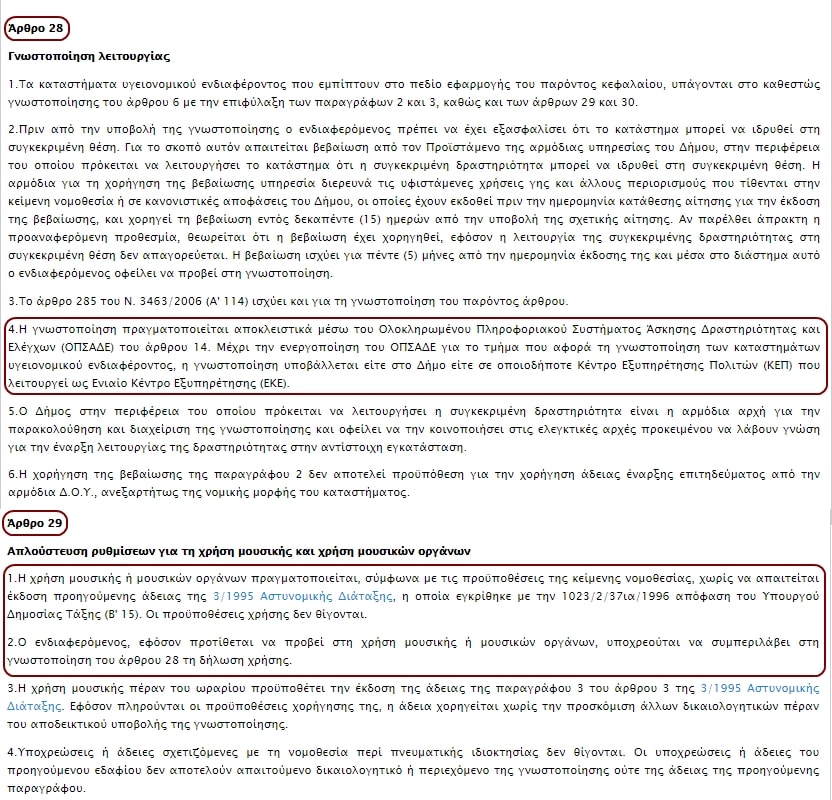 Άρθρο 28
Γνωστοποίηση λειτουργίας
1.Τα καταστήματα υγειονομικού ενδιαφέροντος που εμπίπτουν στο πεδίο εφαρμογής του παρόντος κεφαλαίου, υπάγονται στο καθεστώς
γνωστοποίησης του άρθρου 6 με την επιφύλαξη των παραγράφων 2 και 3, καθώς και των άρθρων 29 και 30.
2.Πριν από την υποβολή της γνωστοποίησης ο ενδιαφερόμενος πρέπει να έχει εξασφαλίσει ότι το κατάστημα μπορεί να ιδρυθεί στη
συγκεκριμένη θέση. Για το σκοπό αυτόν απαιτείται βεβαίωση από τον Προϊστάμενο της αρμόδιας υπηρεσίας του Δήμου, στην περιφέρεια
του οποίου πρόκειται να λειτουργήσει το κατάστημα ότι η συγκεκριμένη δραστηριότητα μπορεί να ιδρυθεί στη συγκεκριμένη θέση. Η
αρμόδια για τη χορήγηση της βεβαίωσης υπηρεσία διερευνά τις υφιστάμενες χρήσεις γης και άλλους περιορισμούς που τίθενται στην
κείμενη νομοθεσία ή σε κανονιστικές αποφάσεις του Δήμου, οι οποίες έχουν εκδοθεί πριν την ημερομηνία κατάθεσης αίτησης για την έκδοση
της βεβαίωσης, και χορηγεί τη βεβαίωση εντός δεκαπέντε (15) ημερών από την υποβολή της σχετικής αίτησης. Αν παρέλθει άπρακτη η
προαναφερόμενη προθεσμία, θεωρείται ότι η βεβαίωση έχει χορηγηθεί, εφόσον η λειτουργία της συγκεκριμένης δραστηριότητας στη
συγκεκριμένη θέση δεν απαγορεύεται. Η βεβαίωση ισχύει για πέντε (5) μήνες από την ημερομηνία έκδοσης της και μέσα στο διάστημα αυτό
ο ενδιαφερόμενος οφείλει να προβεί στη γνωστοποίηση.
3.Το άρθρο 285 του Ν. 3463/2006 (Α' 114) ισχύει και για τη γνωστοποίηση του παρόντος άρθρου.
4.Η γνωστοποίηση πραγματοποιείται αποκλειστικά μέσω του Ολοκληρωμένου Πληροφοριακού Συστήματος Άσκησης Δραστηριότητας και
Ελέγχων (ΟΠΣΑΔΕ) του άρθρου 14. Μέχρι την ενεργοποίηση του ΟΠΣΑΔΕ για το τμήμα που αφορά τη γνωστοποίηση των καταστημάτων
υγειονομικού ενδιαφέροντος, η γνωστοποίηση υποβάλλεται είτε στο Δήμο είτε σε οποιοδήποτε Κέντρο Εξυπηρέτησης Πολιτών (ΚΕΠ) που
λειτουργεί ως Ενιαίο Κέντρο Εξυπηρέτησης (ΕΚΕ).
5.Ο Δήμος στην περιφέρεια του οποίου πρόκειται να λειτουργήσει η συγκεκριμένη δραστηριότητα είναι η αρμόδια αρχή για την
παρακολούθηση και διαχείριση της γνωστοποίησης και οφείλει να την κοινοποιήσει στις ελεγκτικές αρχές προκειμένου να λάβουν γνώση
για την έναρξη λειτουργίας της δραστηριότητας στην αντίστοιχη εγκατάσταση.
6.Η χορήγηση της βεβαίωσης της παραγράφου 2 δεν αποτελεί προϋπόθεση για την χορήγηση άδειας έναρξης επιτηδεύματος από την
αρμόδια Δ.Ο.Υ., ανεξαρτήτως της νομικής μορφής του καταστήματος.
Άρθρο 29
Απλούστευση ρυθμίσεων για τη χρήση μουσικής και χρήση μουσικών οργάνων
1.Η χρήση μουσικής ή μουσικών οργάνων πραγματοποιείται, σύμφωνα με τις προϋποθέσεις της κείμενης νομοθεσίας, χωρίς να απαιτείται
έκδοση προηγούμενης άδειας της 3/1995 Αστυνομικής Διάταξης, η οποία εγκρίθηκε με την 1023/2/37ια/1996 απόφαση του Υπουργού
Δημοσίας Τάξης (Β' 15). Οι προϋποθέσεις χρήσης δεν θίγονται.
2.Ο ενδιαφερόμενος, εφόσον προτίθεται να προβεί στη χρήση μουσικής ή μουσικών οργάνων, υποχρεούται να συμπεριλάβει στη
γνωστοποίηση του άρθρου 28 τη δήλωση χρήσης.
3.Η χρήση μουσικής πέραν του ωραρίου προϋποθέτει την έκδοση της άδειας της παραγράφου 3 του άρθρου 3 της 3/1995 Αστυνομικής
Διάταξης. Εφόσον πληρούνται οι προϋποθέσεις χορήγησης της, η άδεια χορηγείται χωρίς την προσκόμιση άλλων δικαιολογητικών πέραν
του αποδεικτικού υποβολής της γνωστοποίησης.
4.Υποχρεώσεις ή άδειες σχετιζόμενες με τη νομοθεσία περί πνευματικής ιδιοκτησίας δεν θίγονται. Οι υποχρεώσεις ή άδειες του
προηγούμενου εδαφίου δεν αποτελούν απαιτούμενο δικαιολογητικό ή περιεχόμενο της γνωστοποίησης ούτε της άδειας της προηγούμενης
παραγράφου.